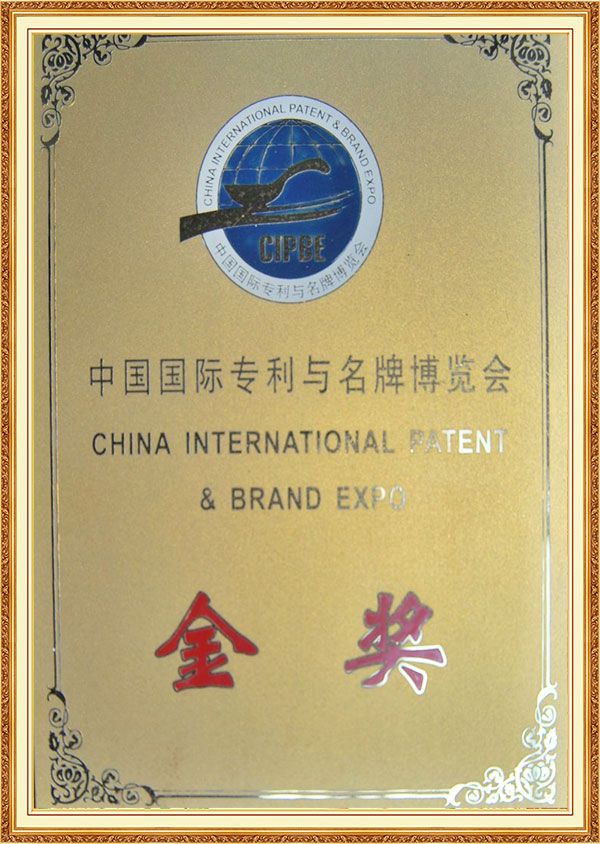 CHINA INTERNATIONAL PATENT & BRAND EXPO
CIPBE
中国国际专利与名牌博览会
中国国际专利与名牌博览会
CHINA INTERNATIONAL PATENT
& BRAND EXPO
金奖